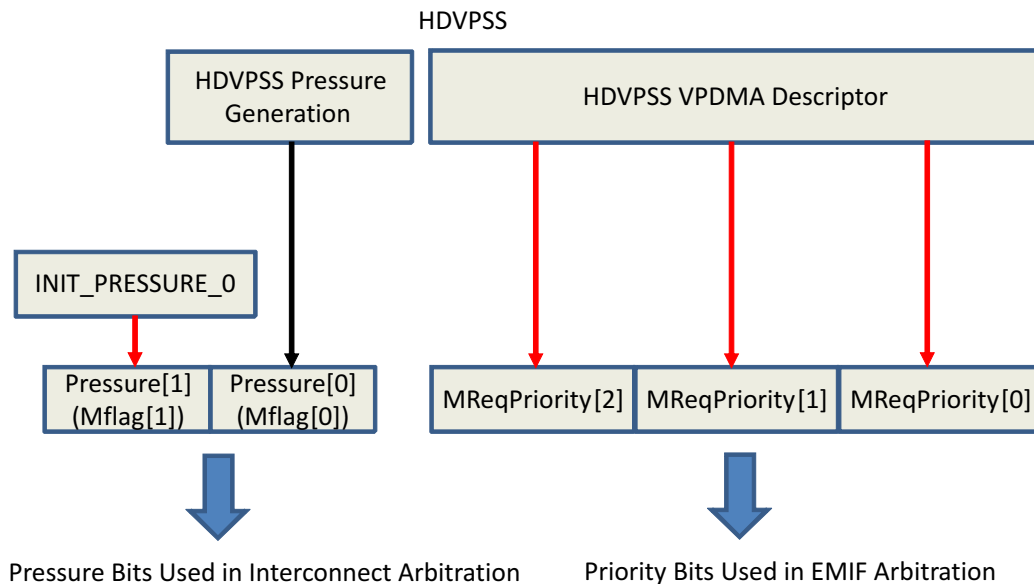 HDVPSS
HDVPSS Pressure
Generation
HDVPSS VPDMA Descriptor
INIT_PRESSURE_0
Pressure[1]
(Mflag[1])
Pressure[0]
(Mflag[0])
MReqPriority[2]
MReqPriority[1]
MReqPriority[0]
Pressure Bits Used in Interconnect Arbitration
Priority Bits Used in EMIF Arbitration